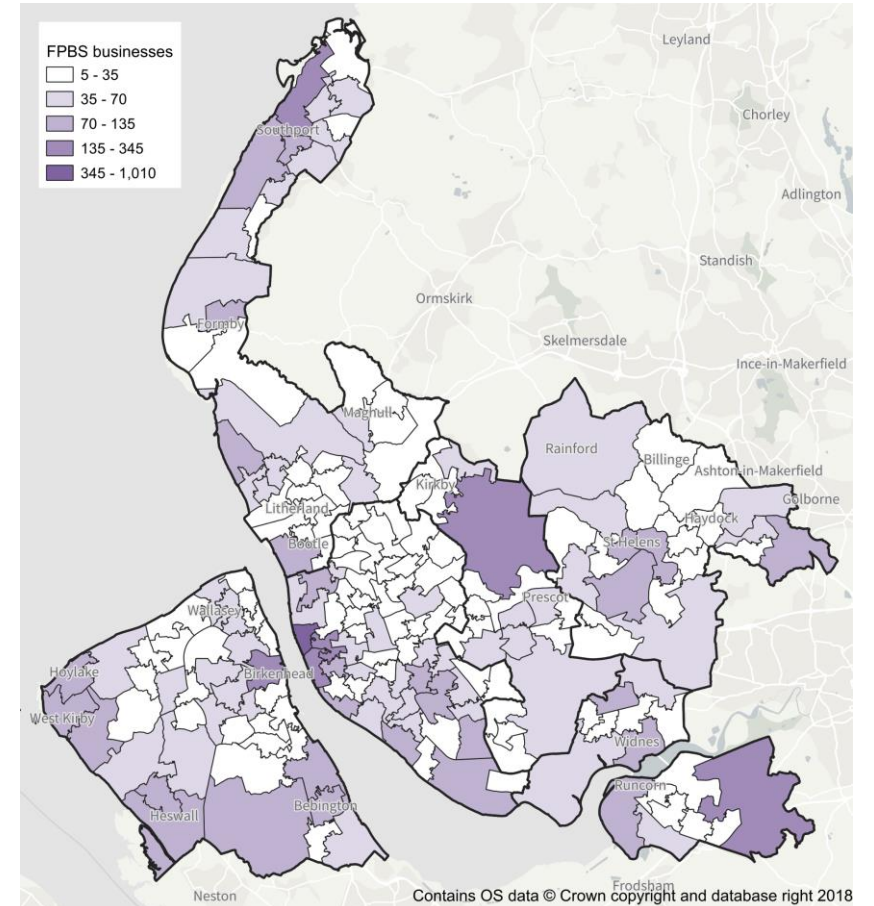 FPBS businesses
5 - 35
35 - 70
70 - 135
135 - 345
345 - 1,010
Leyland
Chorley
Southport
Adlington
Standish
Ormskirk
Formby
Skelmersdale
Ince-in-Makerfield
Maghull
Rainford
Billinge
Ashton-in-Makerfield
Kirkby
Golborne
Litherland
Haydock
Bootle
St Helens
Prescot
Wallasey
Hoylake
Birkenhead
West Kirby
Widnes
Runcorn
Bebington
Heswall
Frodsham
Neston
Contains OS data © Crown copyright and database right 2018